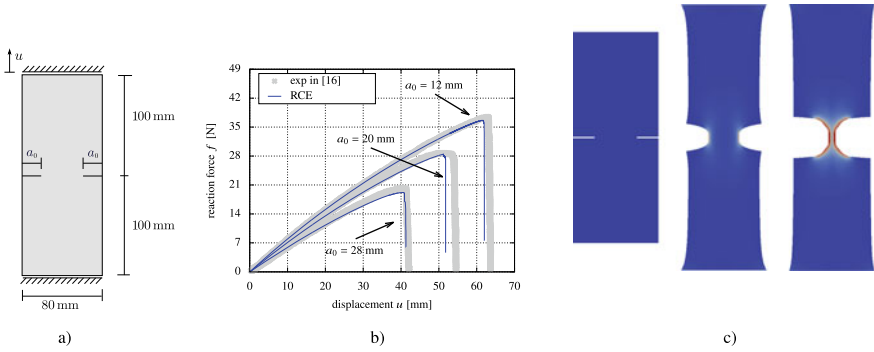 u
a₀
a₀
100 mm
100 mm
80 mm
a)
49
42
35
28
21
14
7
0
reaction force f [N]
exp in [16]
RCE
a₀ = 12 mm
a₀ = 20 mm
a₀ = 28 mm
0 10 20 30 40 50 60 70
displacement u [mm]
b)
c)